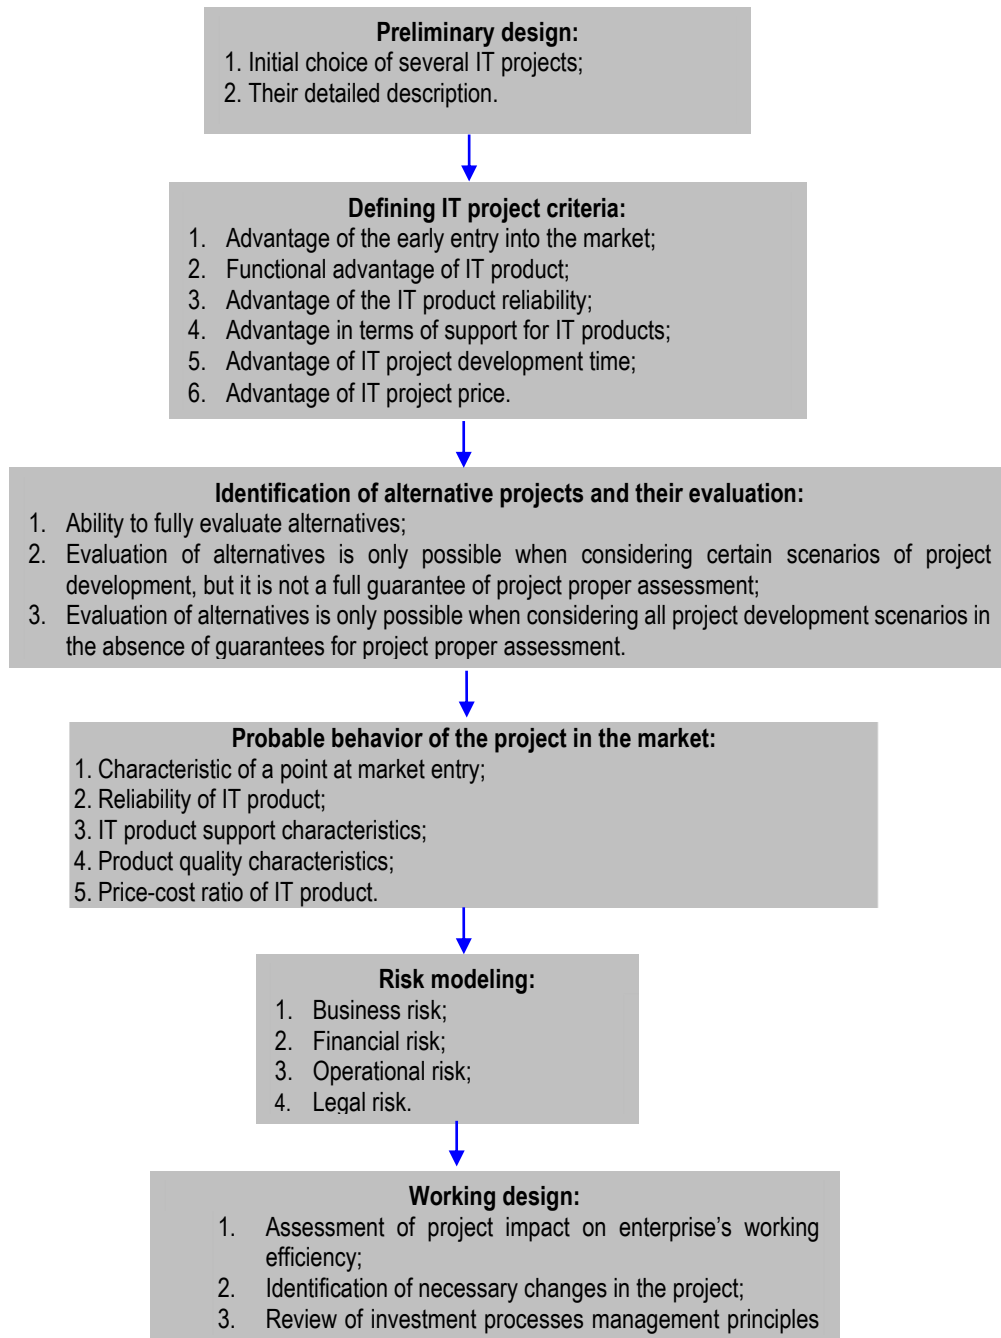 Preliminary design:
1. Initial choice of several IT projects;
2. Their detailed description.
Defining IT project criteria:
1. Advantage of the early entry into the market;
2. Functional advantage of IT product;
3. Advantage of the IT product reliability;
4. Advantage in terms of support for IT products;
5. Advantage of IT project development time;
6. Advantage of IT project price.
Identification of alternative projects and their evaluation:
1. Ability to fully evaluate alternatives;
2. Evaluation of alternatives is only possible when considering certain scenarios of project
development, but it is not a full guarantee of project proper assessment;
3. Evaluation of alternatives is only possible when considering all project development scenarios in
the absence of guarantees for project proper assessment.
Probable behavior of the project in the market:
1. Characteristic of a point at market entry;
2. Reliability of IT product;
3. IT product support characteristics;
4. Product quality characteristics;
5. Price-cost ratio of IT product.
Risk modeling:
1. Business risk;
2. Financial risk;
3. Operational risk;
4. Legal risk.
Working design:
1. Assessment of project impact on enterprise's working
efficiency;
2. Identification of necessary changes in the project;
3. Review of investment processes management principles